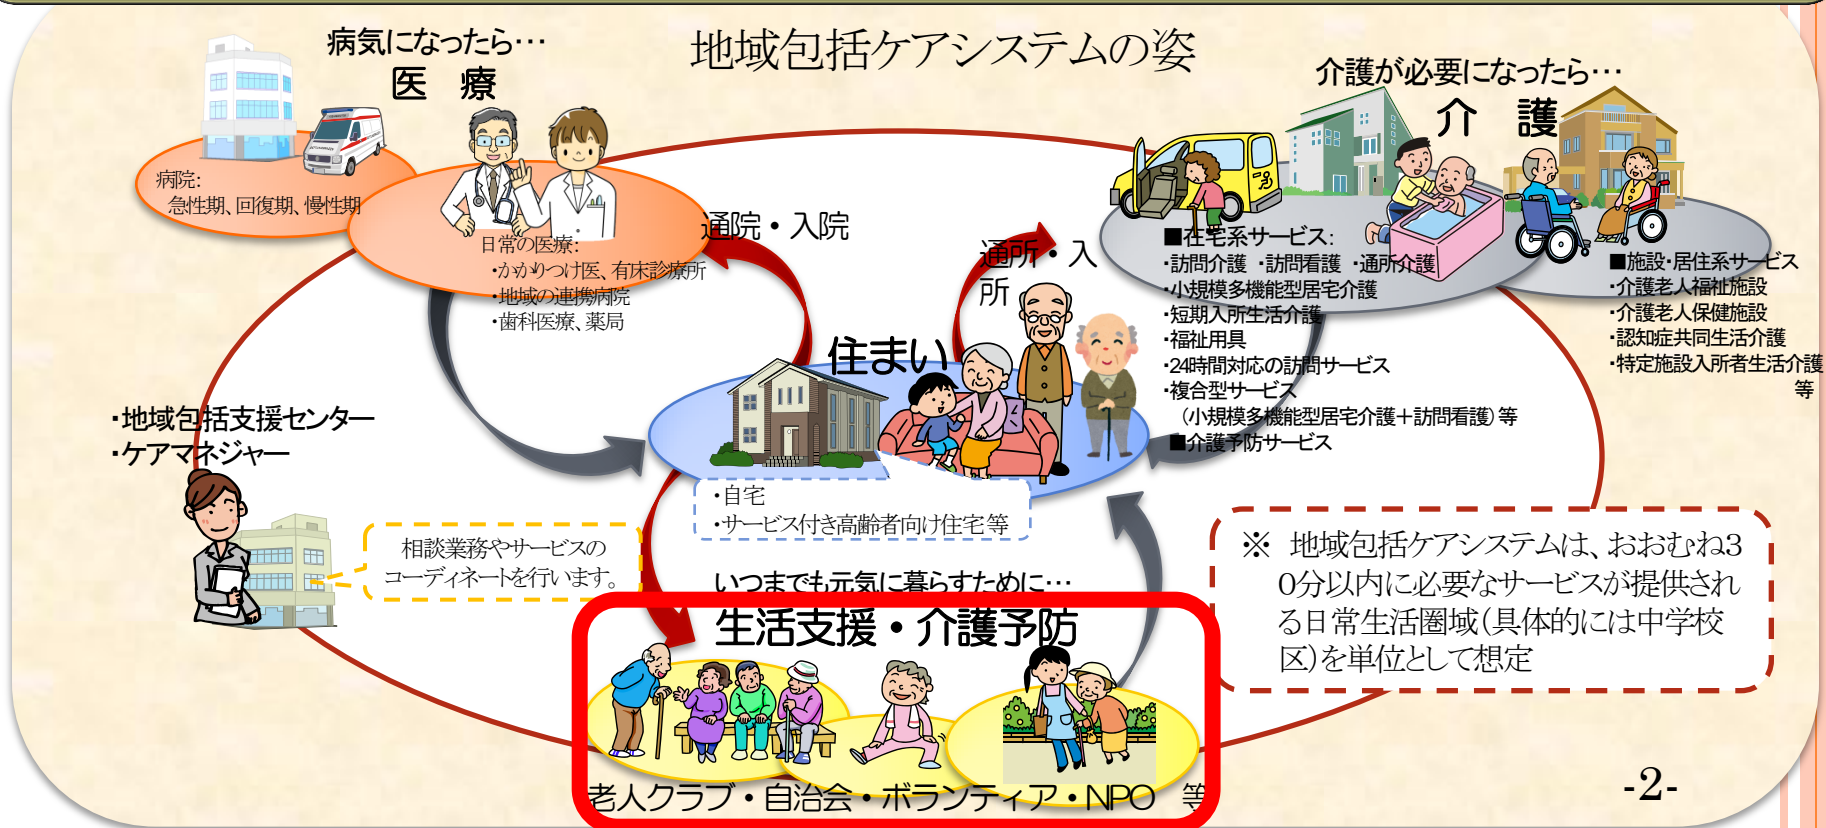 地域包括ケアシステムの姿
病気になったら…
医 療
病院：
急性期、回復期、慢性期
日常の医療：
・かかりつけ医、有床診療所
・地域の連携病院
・歯科医療、薬局
通院・入院
通所・入
所
介護が必要になったら…
介 護
■在宅系サービス：
・訪問介護 ・訪問看護 ・通所介護
・小規模多機能型居宅介護
・短期入所生活介護
・福祉用具
・24時間対応の訪問サービス
・複合型サービス
（小規模多機能型居宅介護＋訪問看護）等
■介護予防サービス
■施設・居住系サービス
・介護老人福祉施設
・介護老人保健施設
・認知症共同生活介護
・特定施設入所者生活介護
等
住まい
・自宅
・サービス付き高齢者向け住宅等
・地域包括支援センター
・ケアマネジャー
相談業務やサービスの
コーディネートを行います。
いつまでも元気に暮らすために…
生活支援・介護予防
老人クラブ・自治会・ボランティア・NPO 等
※ 地域包括ケアシステムは、おおむね3
0分以内に必要なサービスが提供され
る日常生活圏域（具体的には中学校
区）を単位として想定
-2-